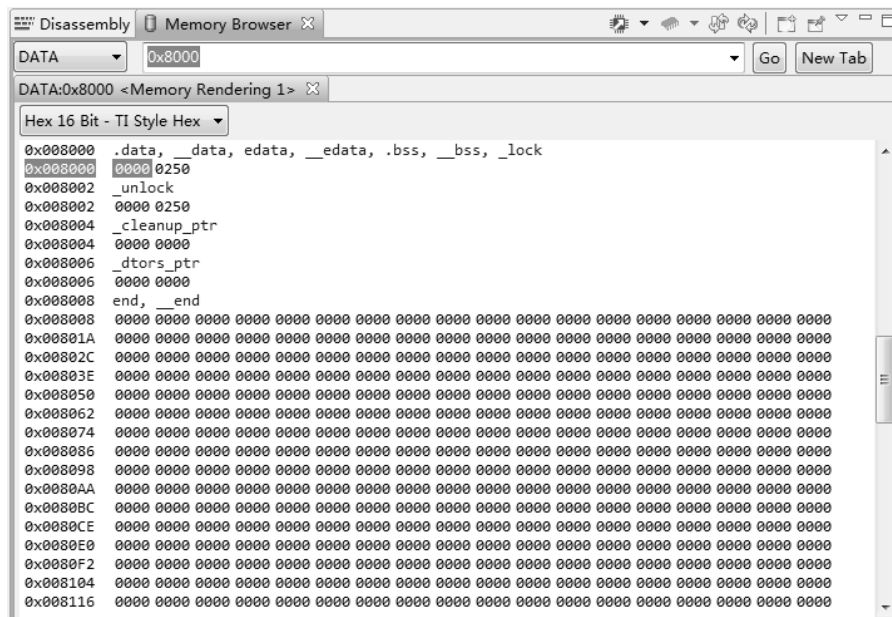 Disassembly Memory Browser
DATA 0x8000 Go New Tab
DATA:0x8000 <Memory Rendering 1>
Hex 16 Bit - TI Style Hex
0x008000 .data, __data, edata, __edata, .bss, __bss, _lock
0x008000 0000 0250
0x008002 _unlock
0x008002 0000 0250
0x008004 _cleanup_ptr
0x008004 0000 0000
0x008006 _dtors_ptr
0x008006 0000 0000
0x008008 end, __end
0x008008 0000 0000 0000 0000 0000 0000 0000 0000 0000 0000 0000 0000 0000 0000 0000 0000 0000 0000
0x00801A 0000 0000 0000 0000 0000 0000 0000 0000 0000 0000 0000 0000 0000 0000 0000 0000 0000 0000
0x00802C 0000 0000 0000 0000 0000 0000 0000 0000 0000 0000 0000 0000 0000 0000 0000 0000 0000 0000
0x00803E 0000 0000 0000 0000 0000 0000 0000 0000 0000 0000 0000 0000 0000 0000 0000 0000 0000 0000
0x008050 0000 0000 0000 0000 0000 0000 0000 0000 0000 0000 0000 0000 0000 0000 0000 0000 0000 0000
0x008062 0000 0000 0000 0000 0000 0000 0000 0000 0000 0000 0000 0000 0000 0000 0000 0000 0000 0000
0x008074 0000 0000 0000 0000 0000 0000 0000 0000 0000 0000 0000 0000 0000 0000 0000 0000 0000 0000
0x008086 0000 0000 0000 0000 0000 0000 0000 0000 0000 0000 0000 0000 0000 0000 0000 0000 0000 0000
0x008098 0000 0000 0000 0000 0000 0000 0000 0000 0000 0000 0000 0000 0000 0000 0000 0000 0000 0000
0x0080AA 0000 0000 0000 0000 0000 0000 0000 0000 0000 0000 0000 0000 0000 0000 0000 0000 0000 0000
0x0080BC 0000 0000 0000 0000 0000 0000 0000 0000 0000 0000 0000 0000 0000 0000 0000 0000 0000 0000
0x0080CE 0000 0000 0000 0000 0000 0000 0000 0000 0000 0000 0000 0000 0000 0000 0000 0000 0000 0000
0x0080E0 0000 0000 0000 0000 0000 0000 0000 0000 0000 0000 0000 0000 0000 0000 0000 0000 0000 0000
0x0080F2 0000 0000 0000 0000 0000 0000 0000 0000 0000 0000 0000 0000 0000 0000 0000 0000 0000 0000
0x008104 0000 0000 0000 0000 0000 0000 0000 0000 0000 0000 0000 0000 0000 0000 0000 0000 0000 0000
0x008116 0000 0000 0000 0000 0000 0000 0000 0000 0000 0000 0000 0000 0000 0000 0000 0000 0000 0000